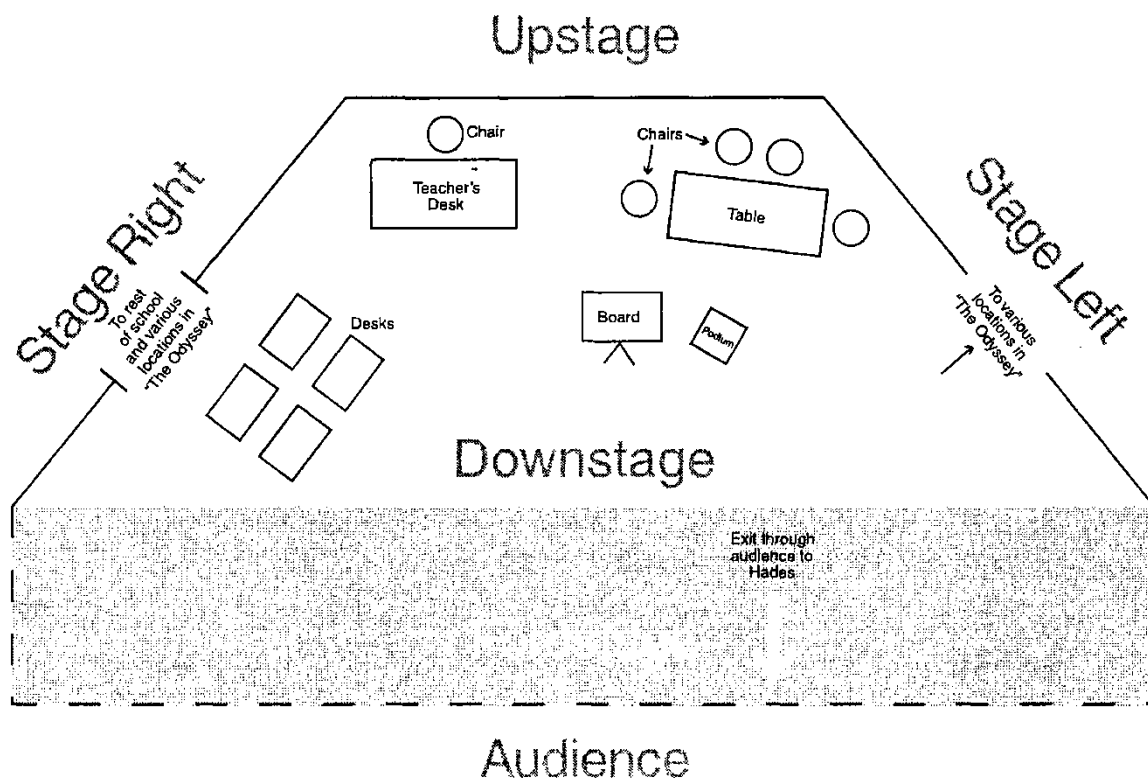 Upstage
Chair
Chairs
Teacher's
Desk
Table
Stage Right
Stage Left
To rest
of school
and various
locations in
"The Odyssey"
To various
locations in
"The Odyssey"
Desks
Board
Podium
Downstage
Exit through
audience to
Hades
Audience